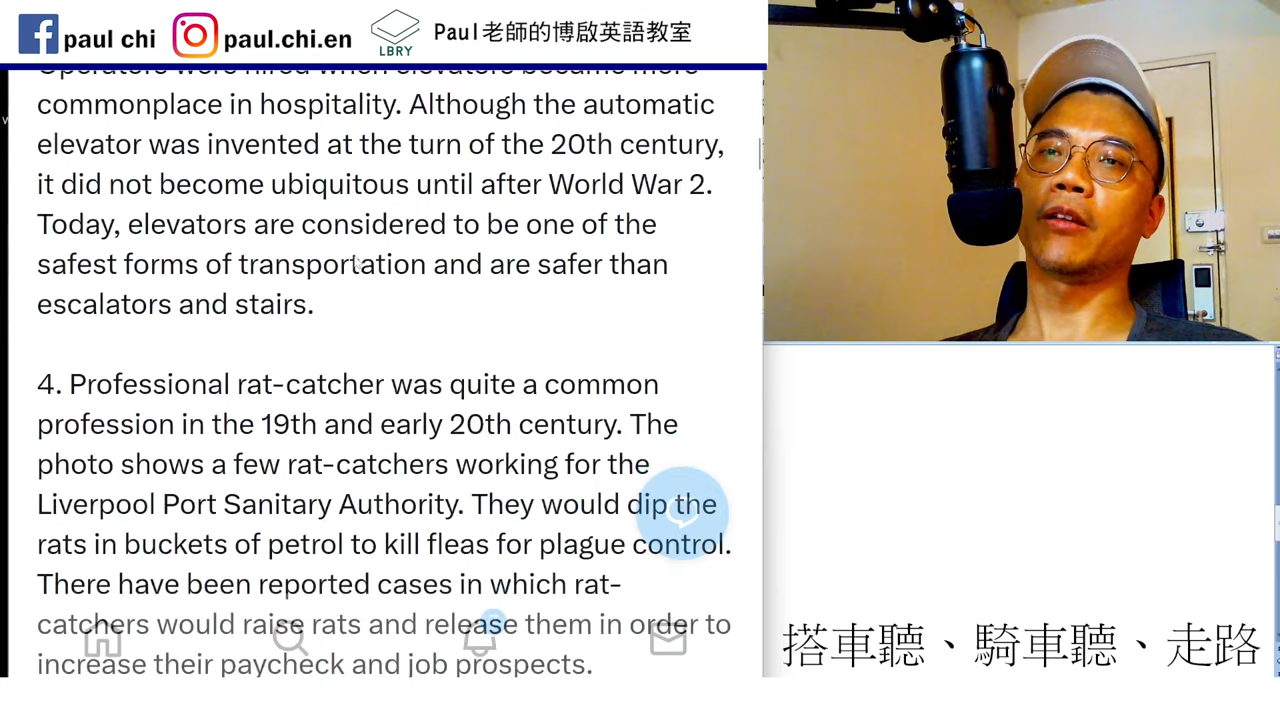 paul chi
paul.chi.en
LBRY
Paul老師的博啟英語教室
Operators were hired when elevators became more
commonplace in hospitality. Although the automatic
elevator was invented at the turn of the 20th century,
it did not become ubiquitous until after World War 2.
Today, elevators are considered to be one of the
safest forms of transportation and are safer than
escalators and stairs.
4. Professional rat-catcher was quite a common
profession in the 19th and early 20th century. The
photo shows a few rat-catchers working for the
Liverpool Port Sanitary Authority. They would dip the
rats in buckets of petrol to kill fleas for plague control.
There have been reported cases in which rat-
catchers would raise rats and release them in order to
increase their paycheck and job prospects.
搭車聽、騎車聽、走路